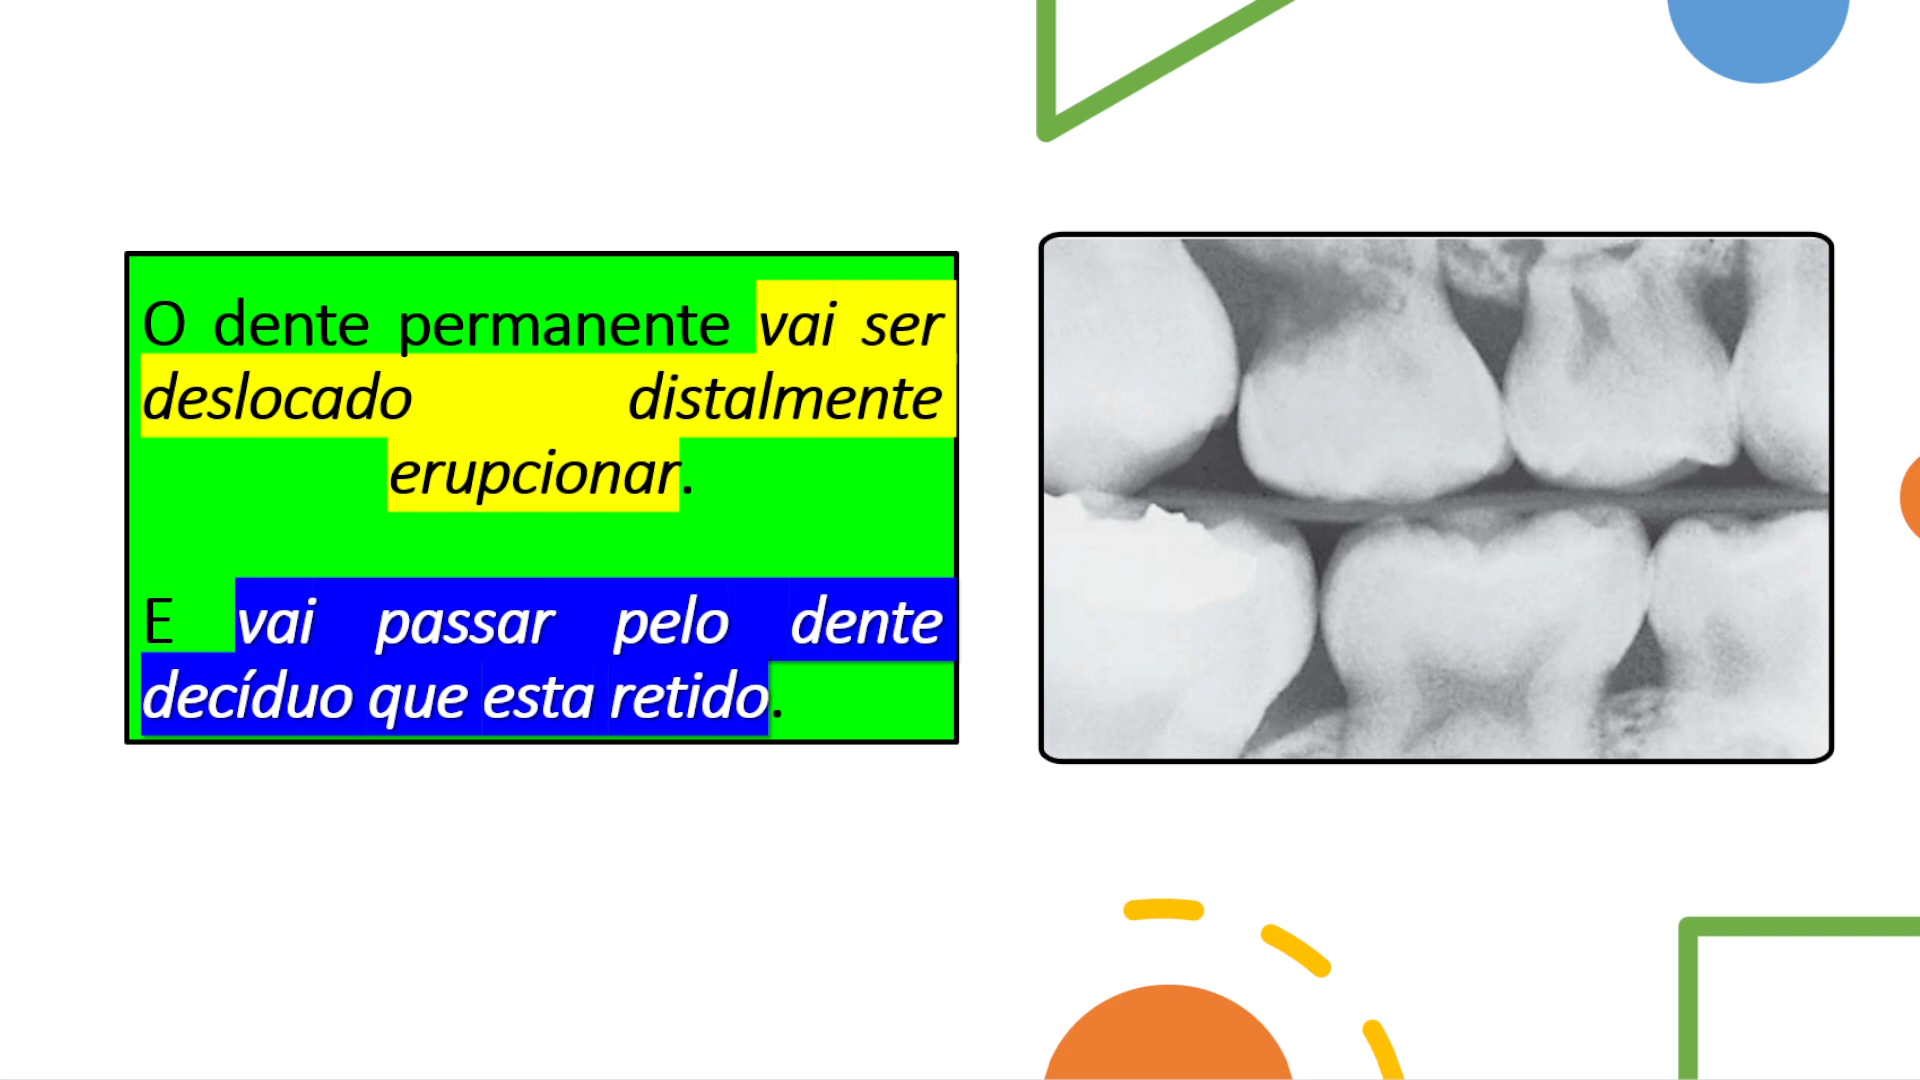 O dente permanente vai ser
deslocado distalmente
erupcionar.
E vai passar pelo dente
decíduo que esta retido.